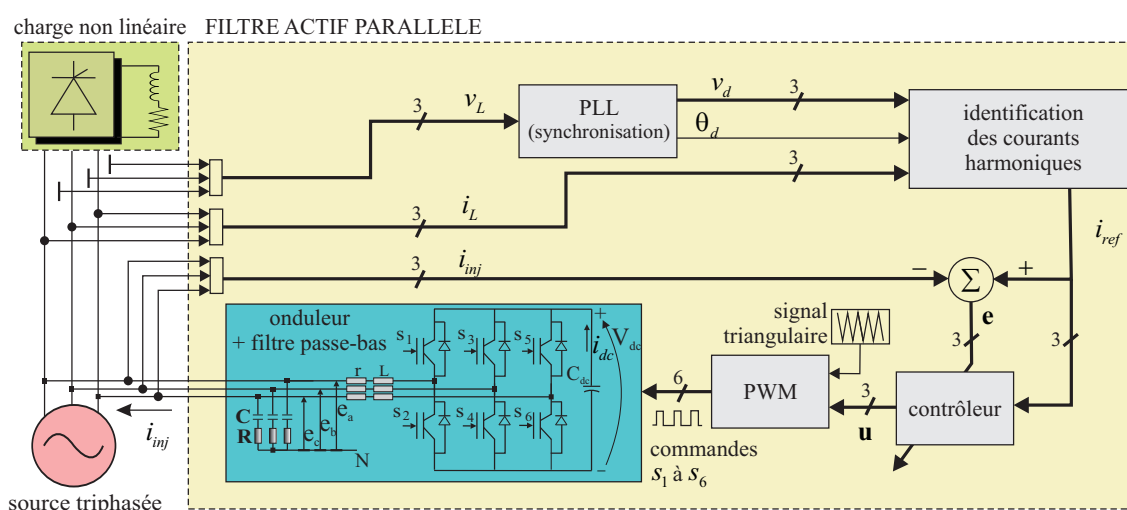 charge non linéaire
FILTRE ACTIF PARALLELE
3
v_L
PLL
(synchronisation)
v_d
3
θ_d
identification
des courants
harmoniques
3
i_L
3
3
i_inj
−
Σ
+
i_ref
e
3
3
onduleur
+ filtre passe-bas
s_1
s_3
s_5
+
i_dc
V_dc
C_dc
r
L
s_2
s_4
s_6
−
C
R
e_c
e_b
e_a
N
signal
triangulaire
PWM
6
commandes
s_1 à s_6
3
u
contrôleur
i_inj
source triphasée